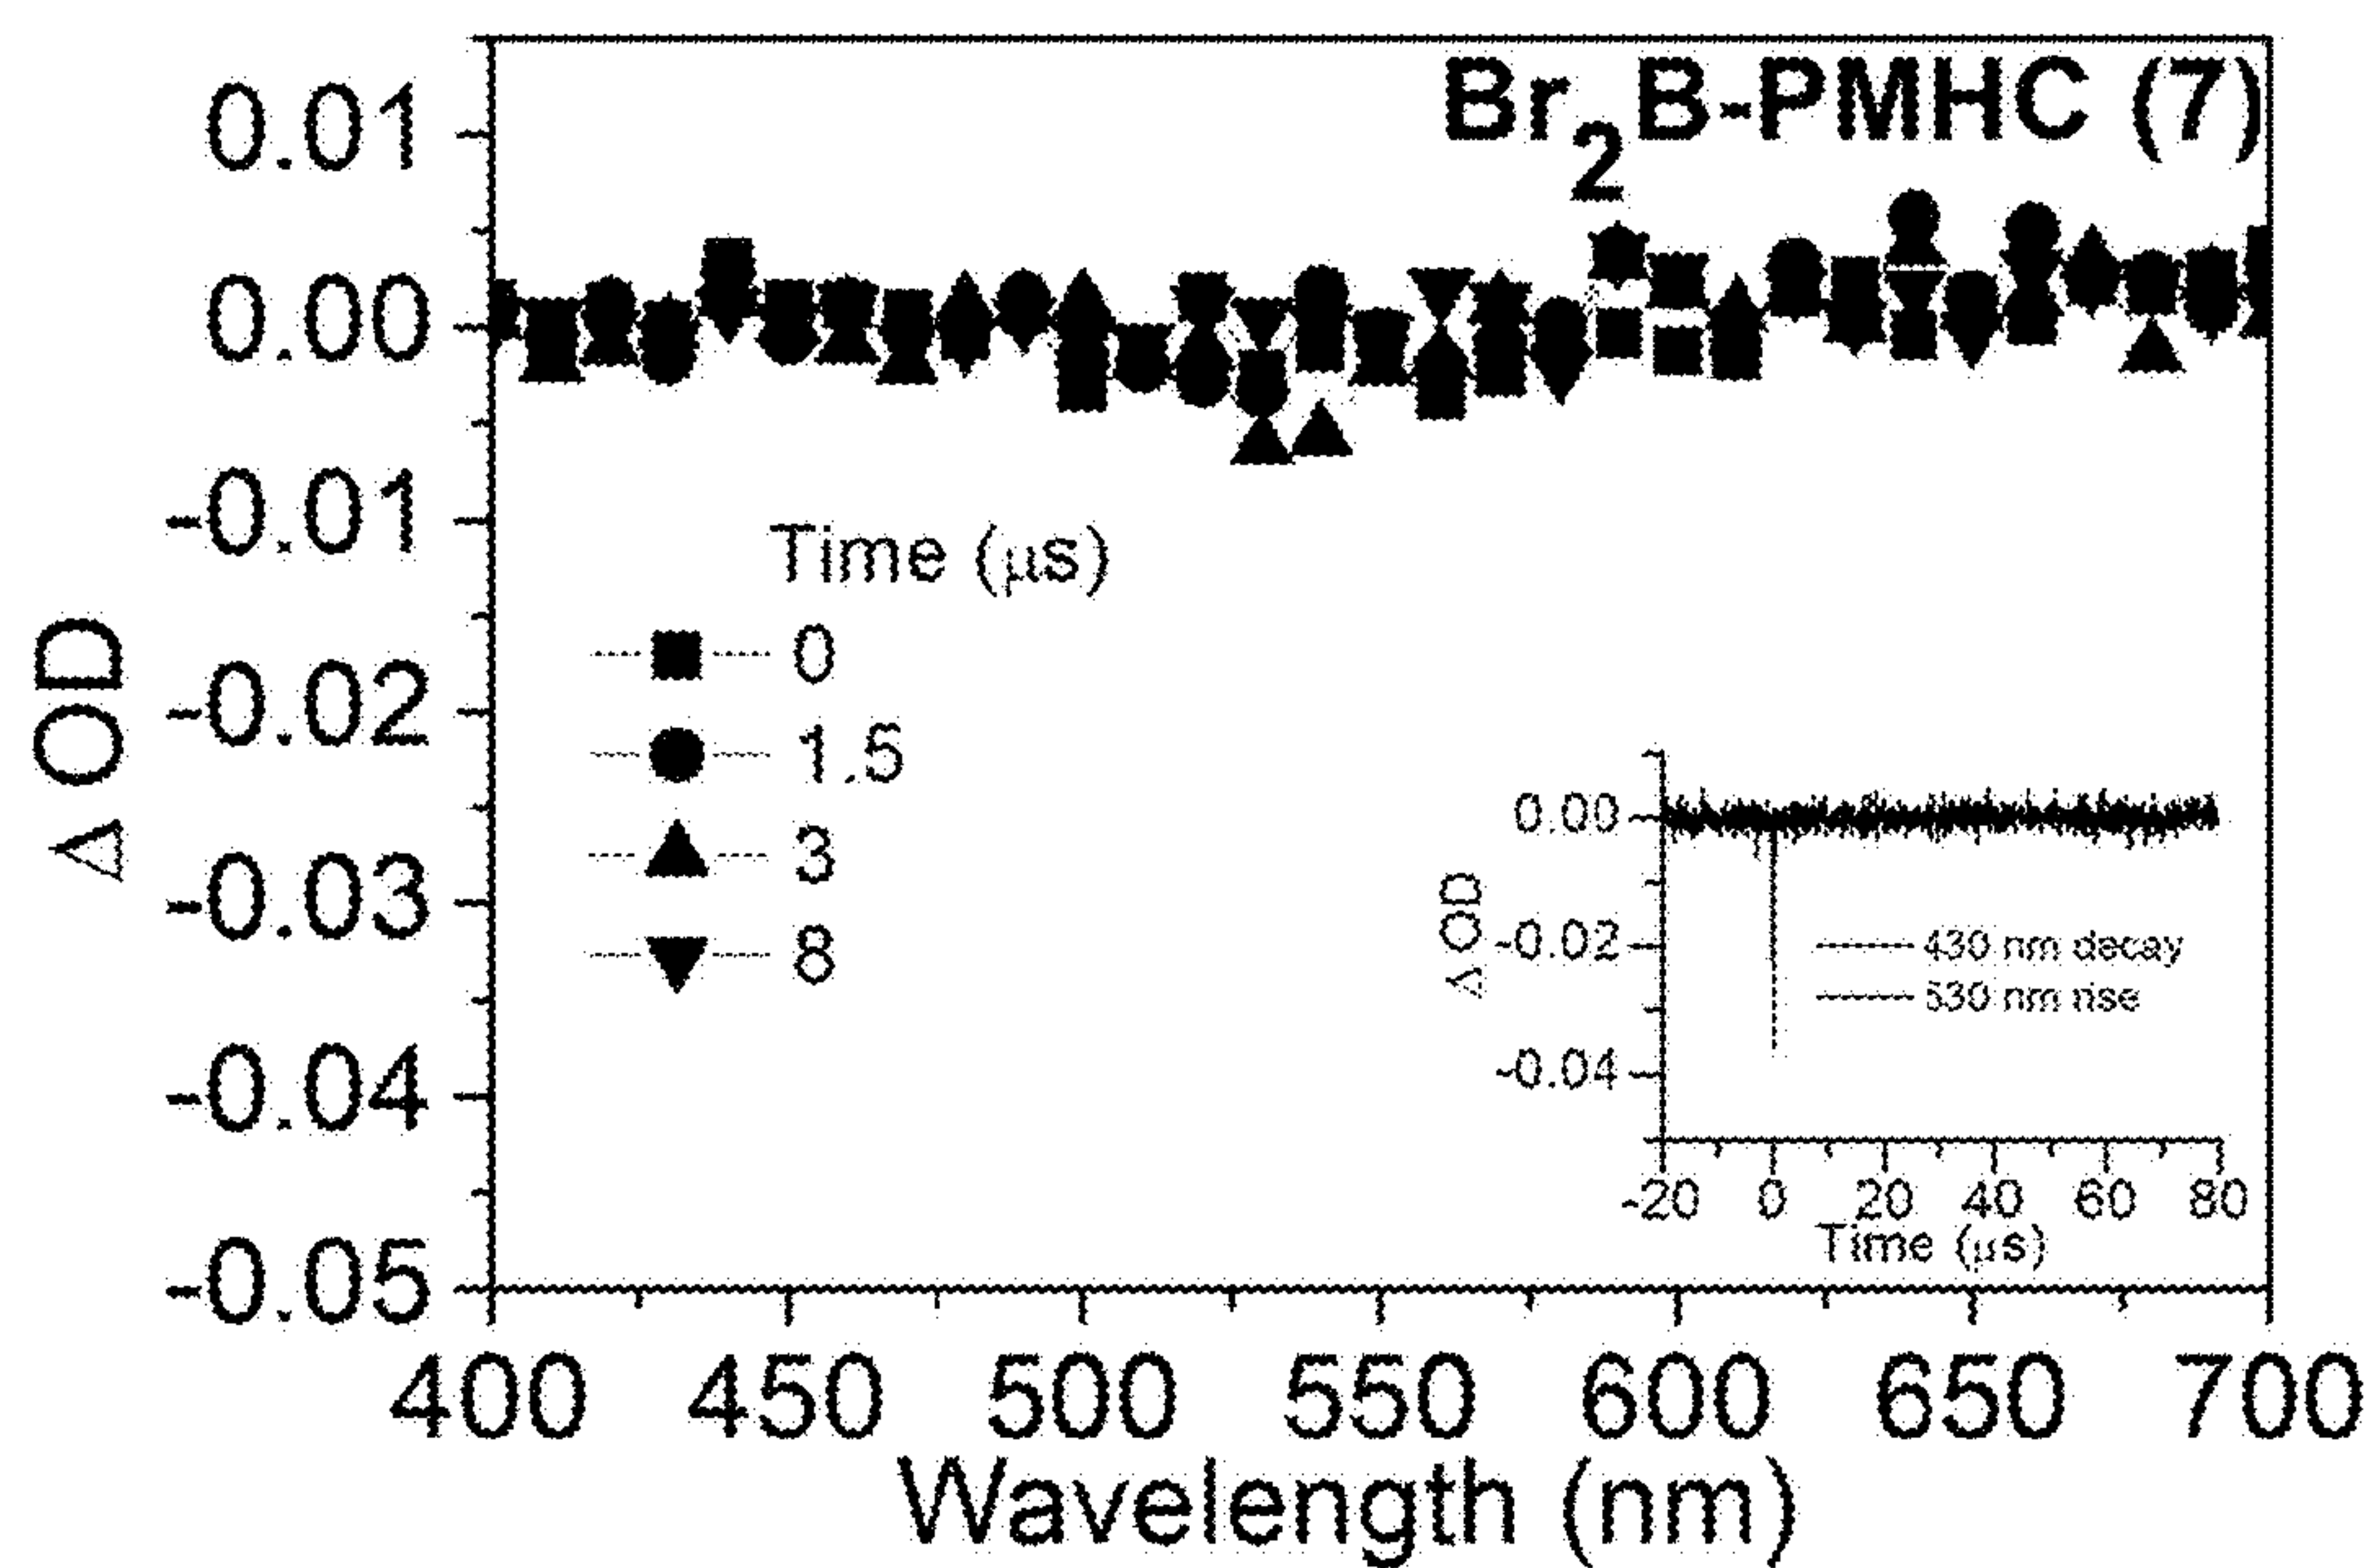 Br2B-PMHC (7)
0.01
0.00
-0.01
-0.02
-0.03
-0.04
-0.05
Δ OD
Time (μs)
0
1.5
3
8
0.00
-0.02
-0.04
Δ OD
430 nm decay
530 nm rise
-20 0 20 40 60 80
Time (μs)
400 450 500 550 600 650 700
Wavelength (nm)